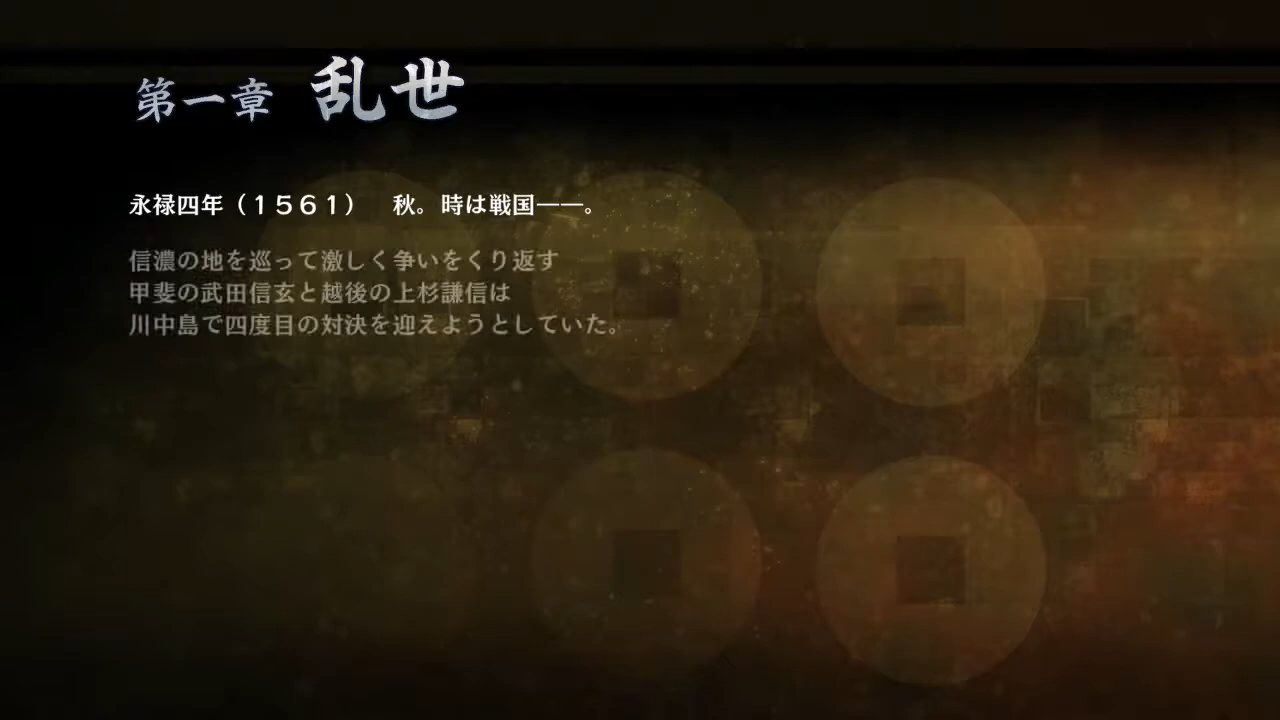 第一章 乱世
永禄四年（１５６１）　秋。時は戦国――。
信濃の地を巡って激しく争いをくり返す
甲斐の武田信玄と越後の上杉謙信は
川中島で四度目の対決を迎えようとしていた。